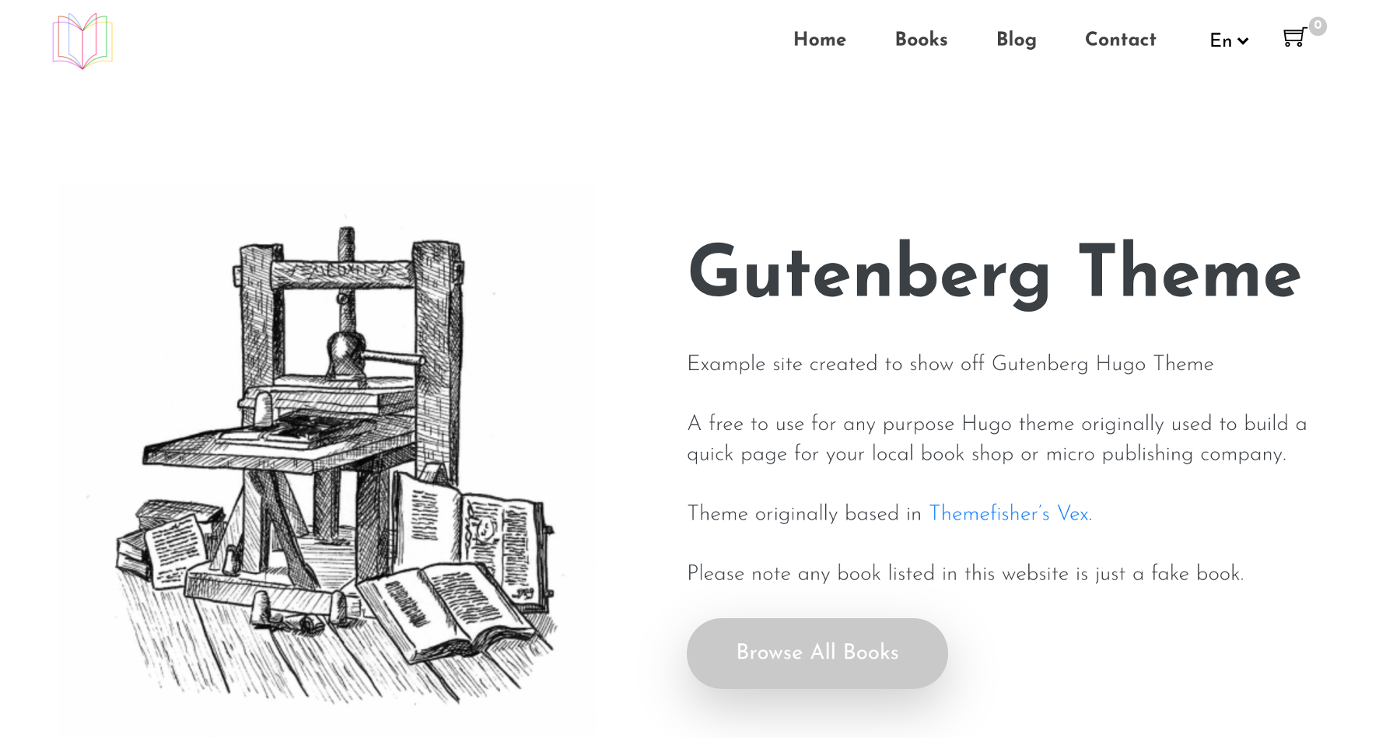 Home Books Blog Contact En 0
Gutenberg Theme
Example site created to show off Gutenberg Hugo Theme
A free to use for any purpose Hugo theme originally used to build a
quick page for your local book shop or micro publishing company.
Theme originally based in Themefisher's Vex.
Please note any book listed in this website is just a fake book.
Browse All Books